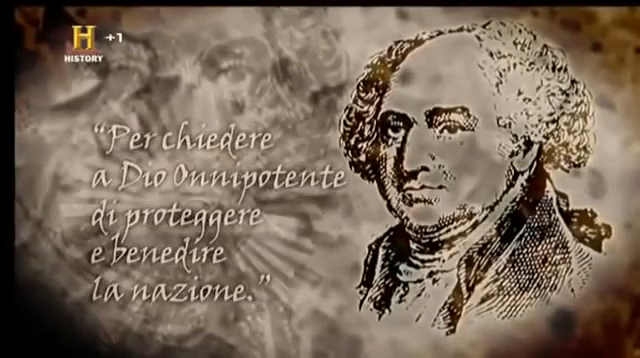 H +1
HISTORY
“Per chiedere
a Dio Onnipotente
di proteggere
e benedire
la nazione.”